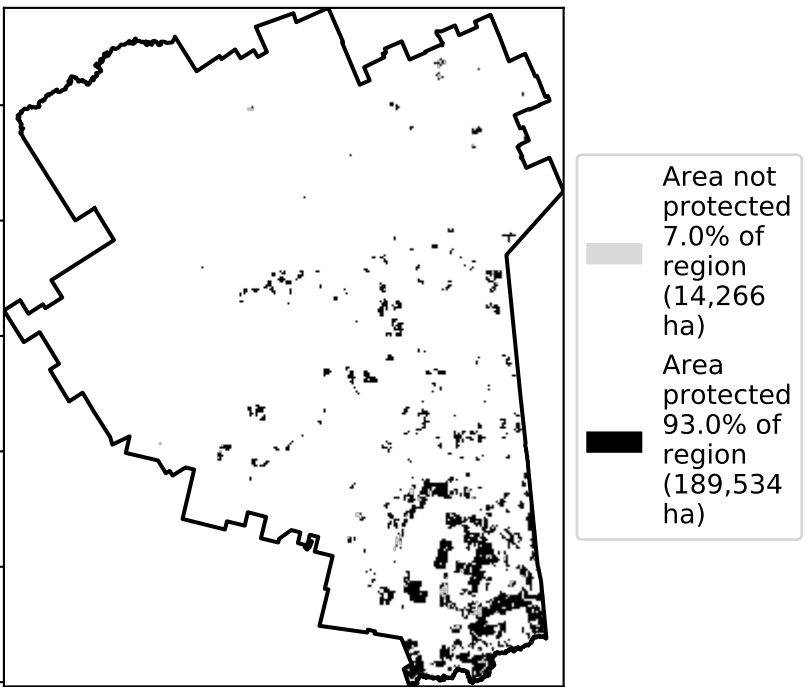 Area not
protected
7.0% of
region
(14,266
ha)
Area
protected
93.0% of
region
(189,534
ha)